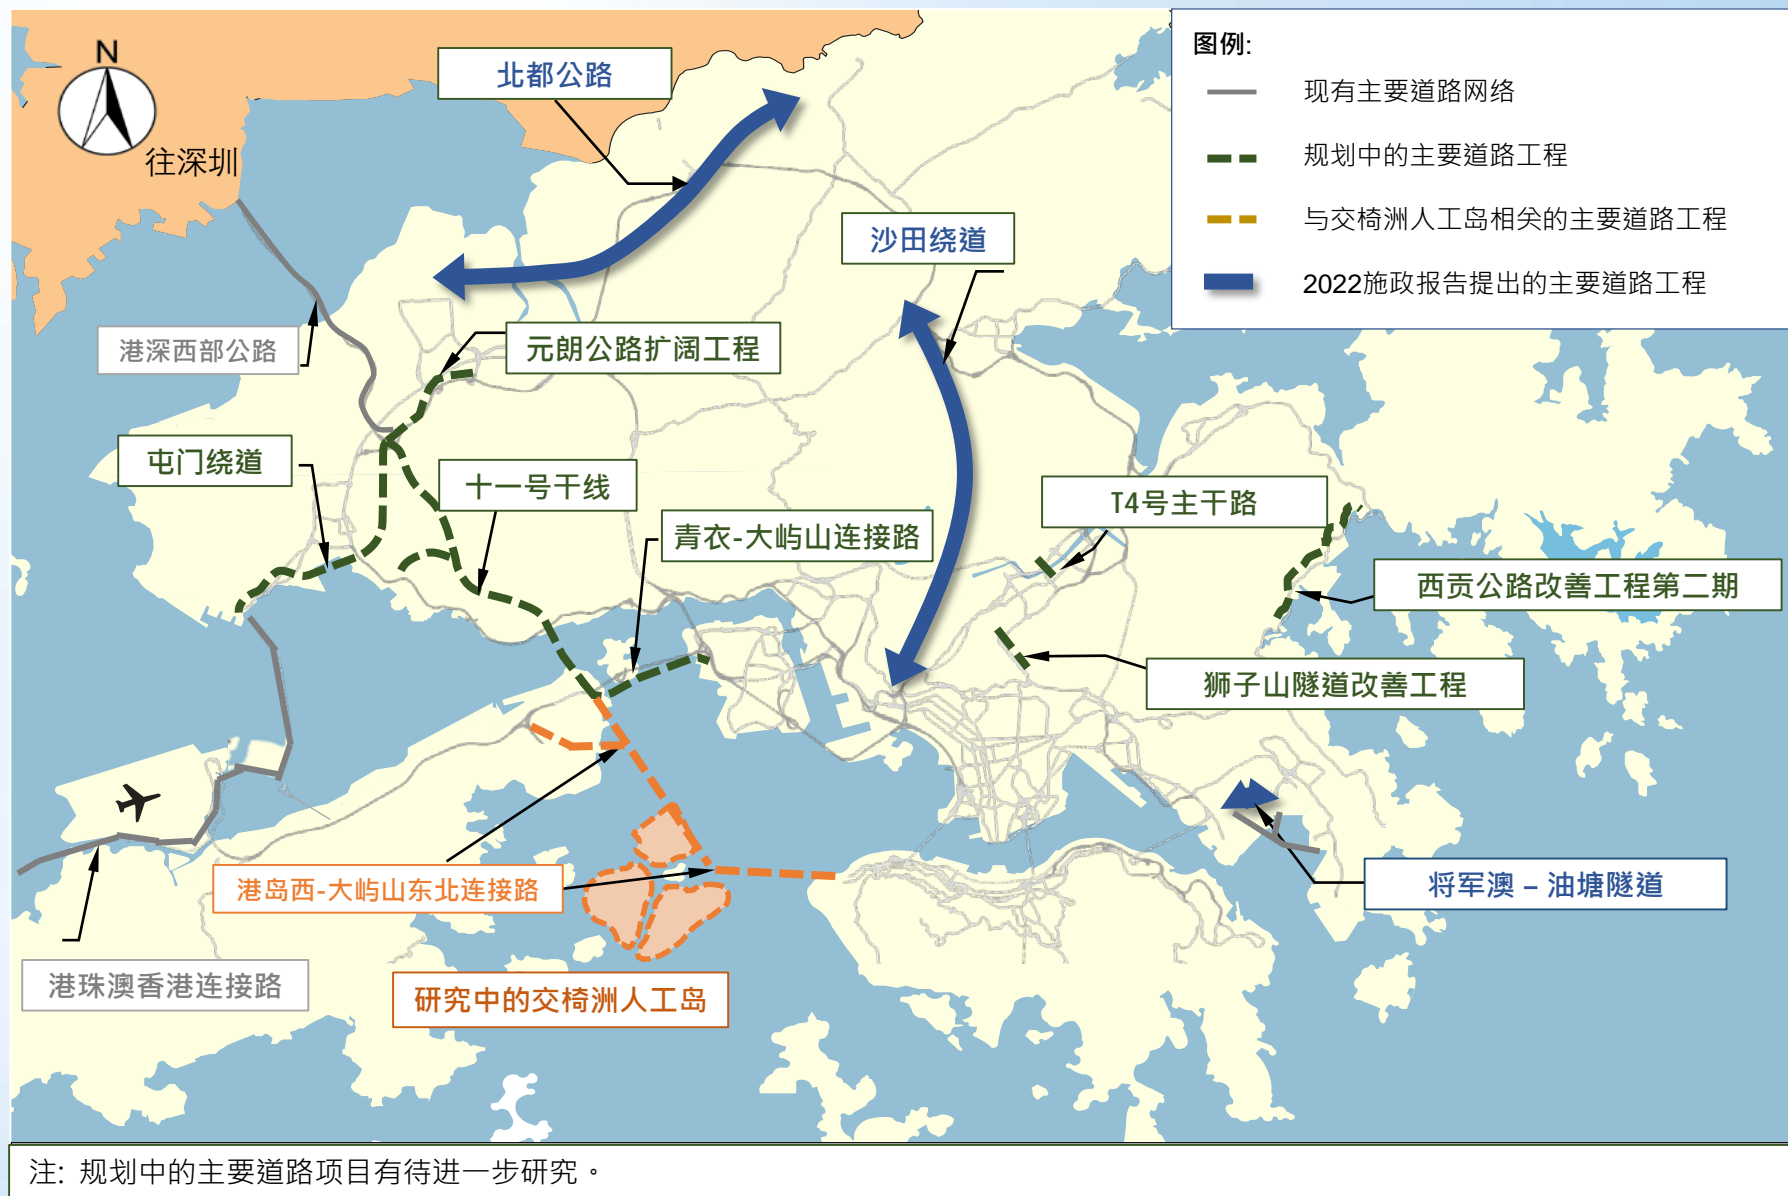 N
往深圳
北都公路
图例:
现有主要道路网络
规划中的主要道路工程
与交椅洲人工岛相关的主要道路工程
2022施政报告提出的主要道路工程
沙田绕道
港深西部公路
元朗公路扩阔工程
屯门绕道
十一号干线
青衣-大屿山连接路
T4号主干路
西贡公路改善工程第二期
狮子山隧道改善工程
港岛西-大屿山东北连接路
将军澳 – 油塘隧道
港珠澳香港连接路
研究中的交椅洲人工岛
注: 规划中的主要道路项目有待进一步研究。